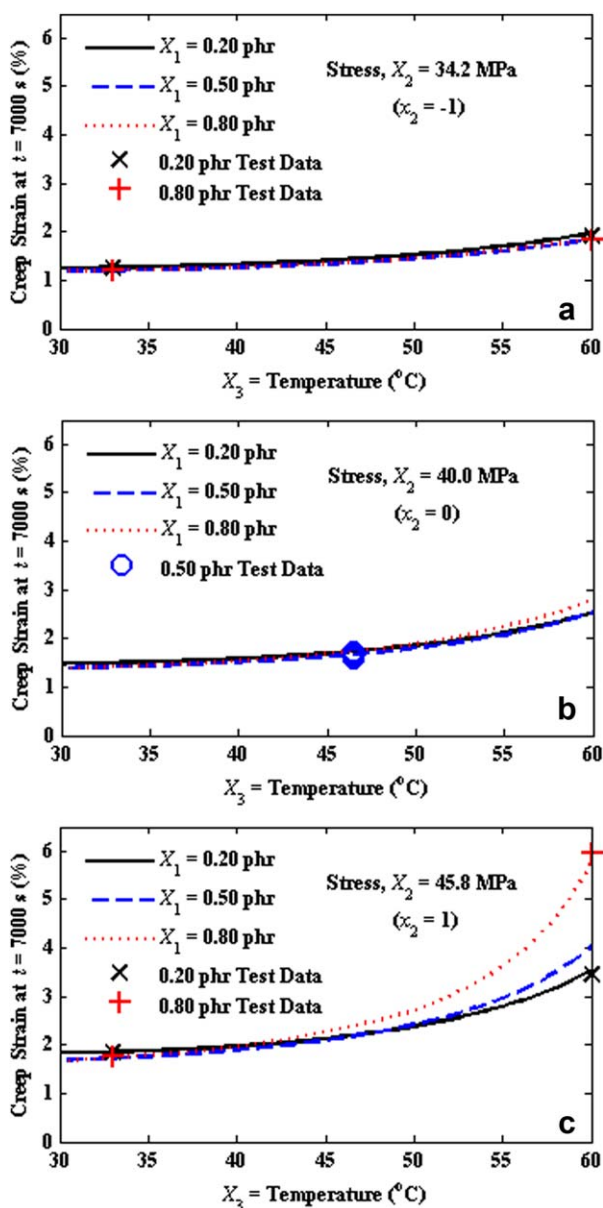 6
5
4
3
2
1
0
Creep Strain at t = 7000 s (%)
X1 = 0.20 phr
X1 = 0.50 phr
X1 = 0.80 phr
0.20 phr Test Data
0.80 phr Test Data
Stress, X2 = 34.2 MPa
(x2 = -1)
a
30 35 40 45 50 55 60
X3 = Temperature (°C)
6
5
4
3
2
1
0
Creep Strain at t = 7000 s (%)
X1 = 0.20 phr
X1 = 0.50 phr
X1 = 0.80 phr
0.50 phr Test Data
Stress, X2 = 40.0 MPa
(x2 = 0)
b
30 35 40 45 50 55 60
X3 = Temperature (°C)
6
5
4
3
2
1
0
Creep Strain at t = 7000 s (%)
X1 = 0.20 phr
X1 = 0.50 phr
X1 = 0.80 phr
0.20 phr Test Data
0.80 phr Test Data
Stress, X2 = 45.8 MPa
(x2 = 1)
c
30 35 40 45 50 55 60
X3 = Temperature (°C)